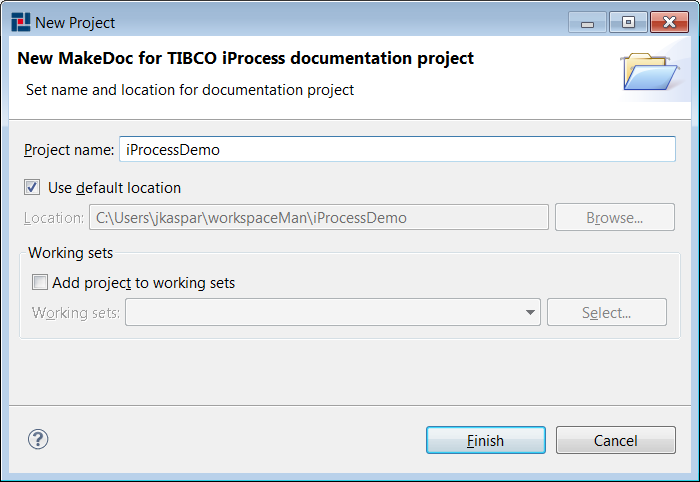 New Project
New MakeDoc for TIBCO iProcess documentation project
Set name and location for documentation project
Project name: iProcessDemo
Use default location
Location: C:\Users\jkaspar\workspaceMan\iProcessDemo Browse...
Working sets
Add project to working sets
Working sets: Select...
? Finish Cancel